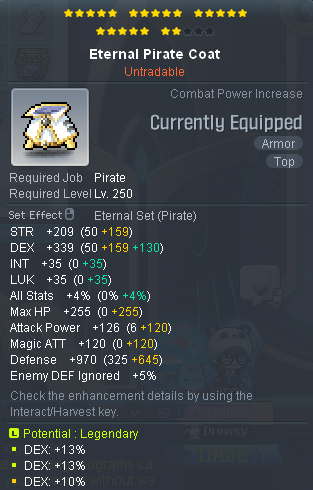 Eternal Pirate Coat
Untradable
Combat Power Increase
Currently Equipped
Armor
Top
Required Job Pirate
Required Level Lv. 250
Set Effect Eternal Set (Pirate)
STR +209 (50 +159)
DEX +339 (50 +159 +130)
INT +35 (0 +35)
LUK +35 (0 +35)
All Stats +4% (0% +4%)
Max HP +255 (0 +255)
Attack Power +126 (6 +120)
Magic ATT +120 (0 +120)
Defense +970 (325 +645)
Enemy DEF Ignored +5%
Check the enhancement details by using the
Interact/Harvest key.
L Potential : Legendary
Drowsy
DEX: +13%
DEX: +13%
DEX: +10%